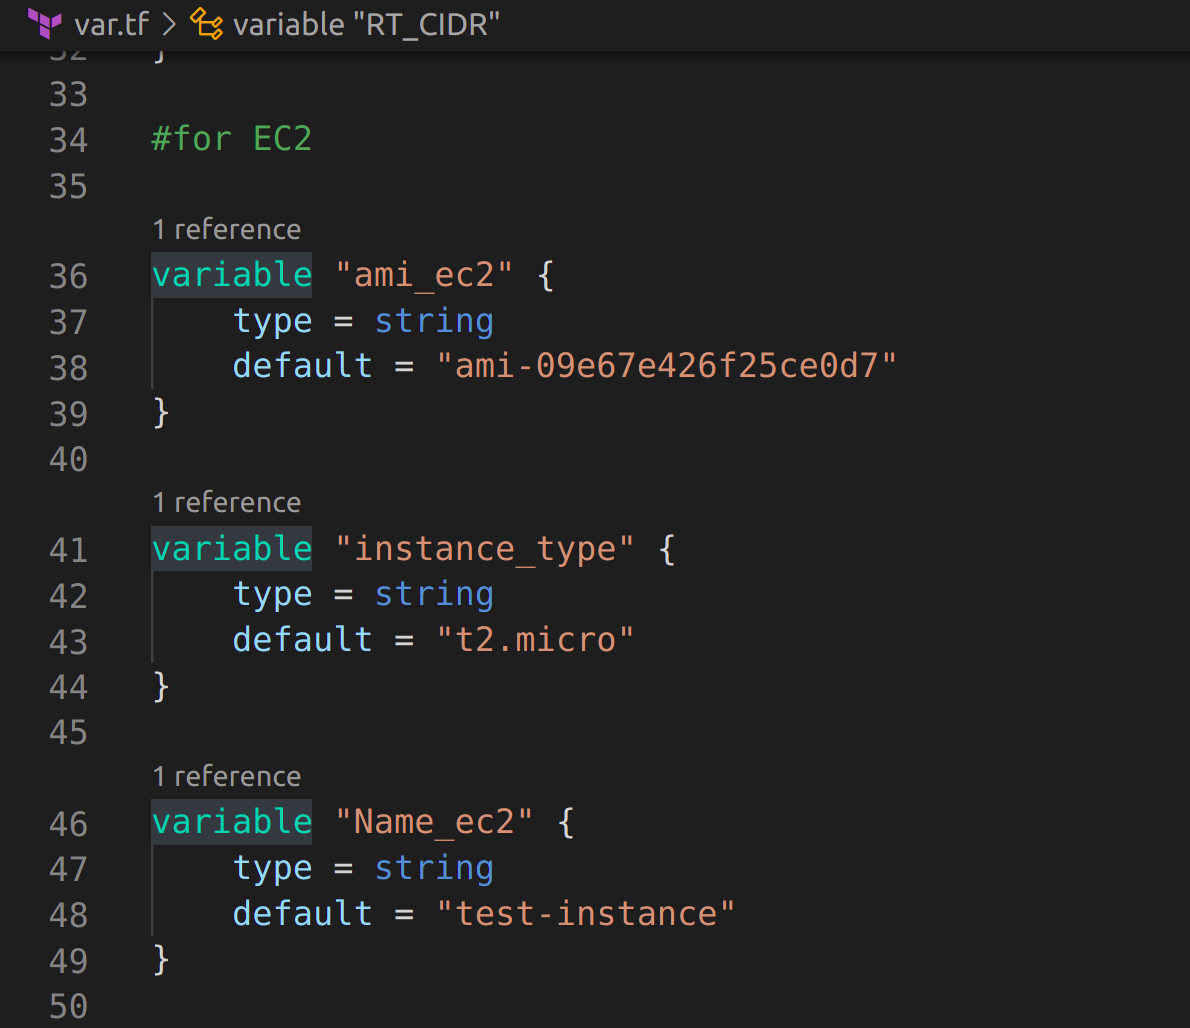 var.tf > variable "RT_CIDR"
32 }
33
34 #for EC2
35
1 reference
36 variable "ami_ec2" {
37 type = string
38 default = "ami-09e67e426f25ce0d7"
39 }
40
1 reference
41 variable "instance_type" {
42 type = string
43 default = "t2.micro"
44 }
45
1 reference
46 variable "Name_ec2" {
47 type = string
48 default = "test-instance"
49 }
50